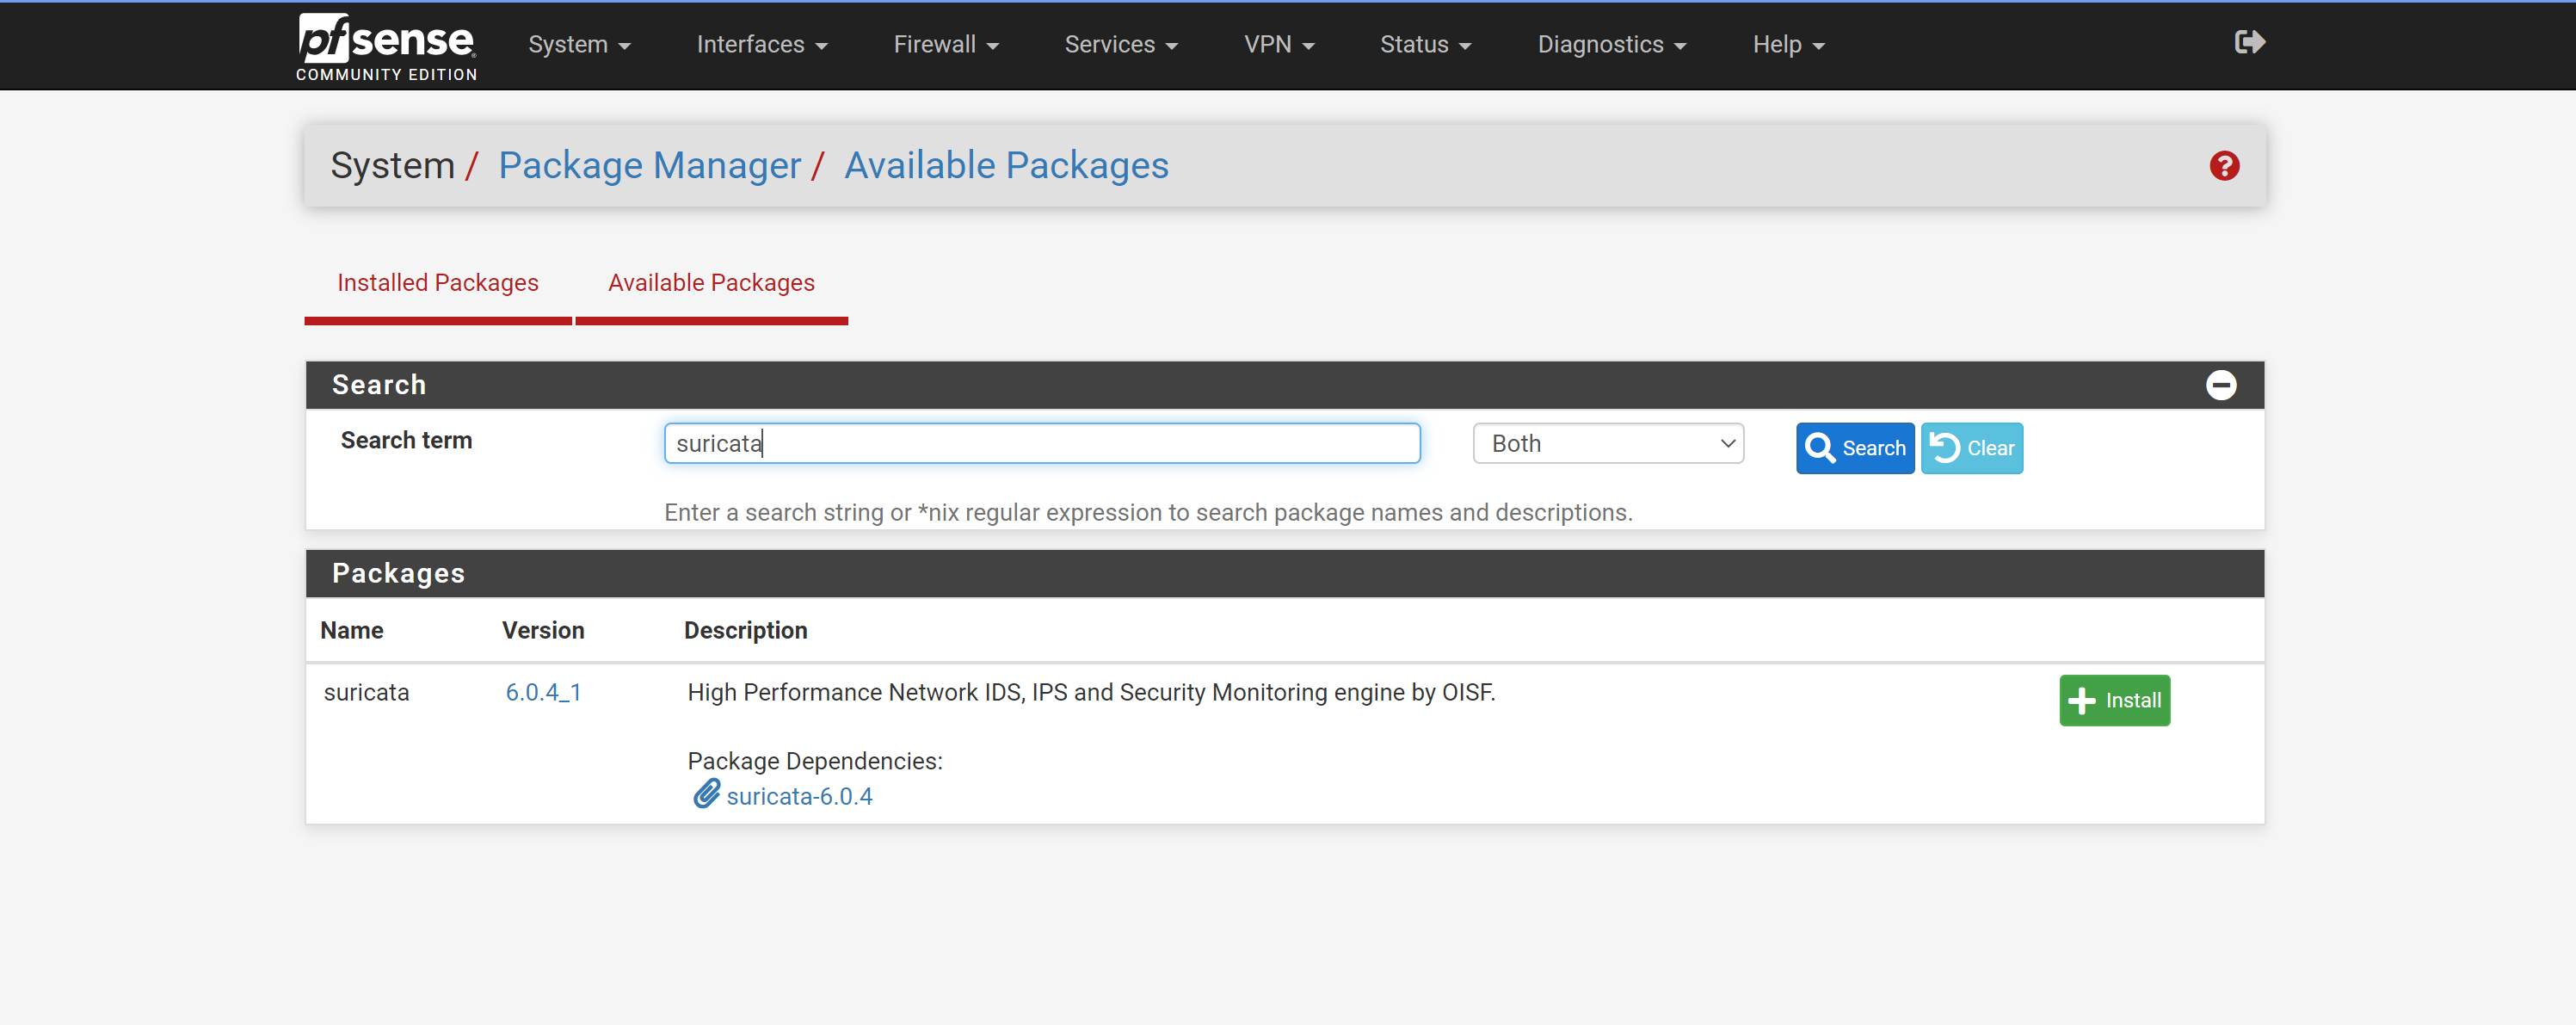 pfsense
COMMUNITY EDITION
System
Interfaces
Firewall
Services
VPN
Status
Diagnostics
Help
System / Package Manager / Available Packages
Installed Packages
Available Packages
Search
Search term
suricata
Both
Search
Clear
Enter a search string or *nix regular expression to search package names and descriptions.
Packages
Name Version Description
suricata 6.0.4_1 High Performance Network IDS, IPS and Security Monitoring engine by OISF.
Install
Package Dependencies:
suricata-6.0.4